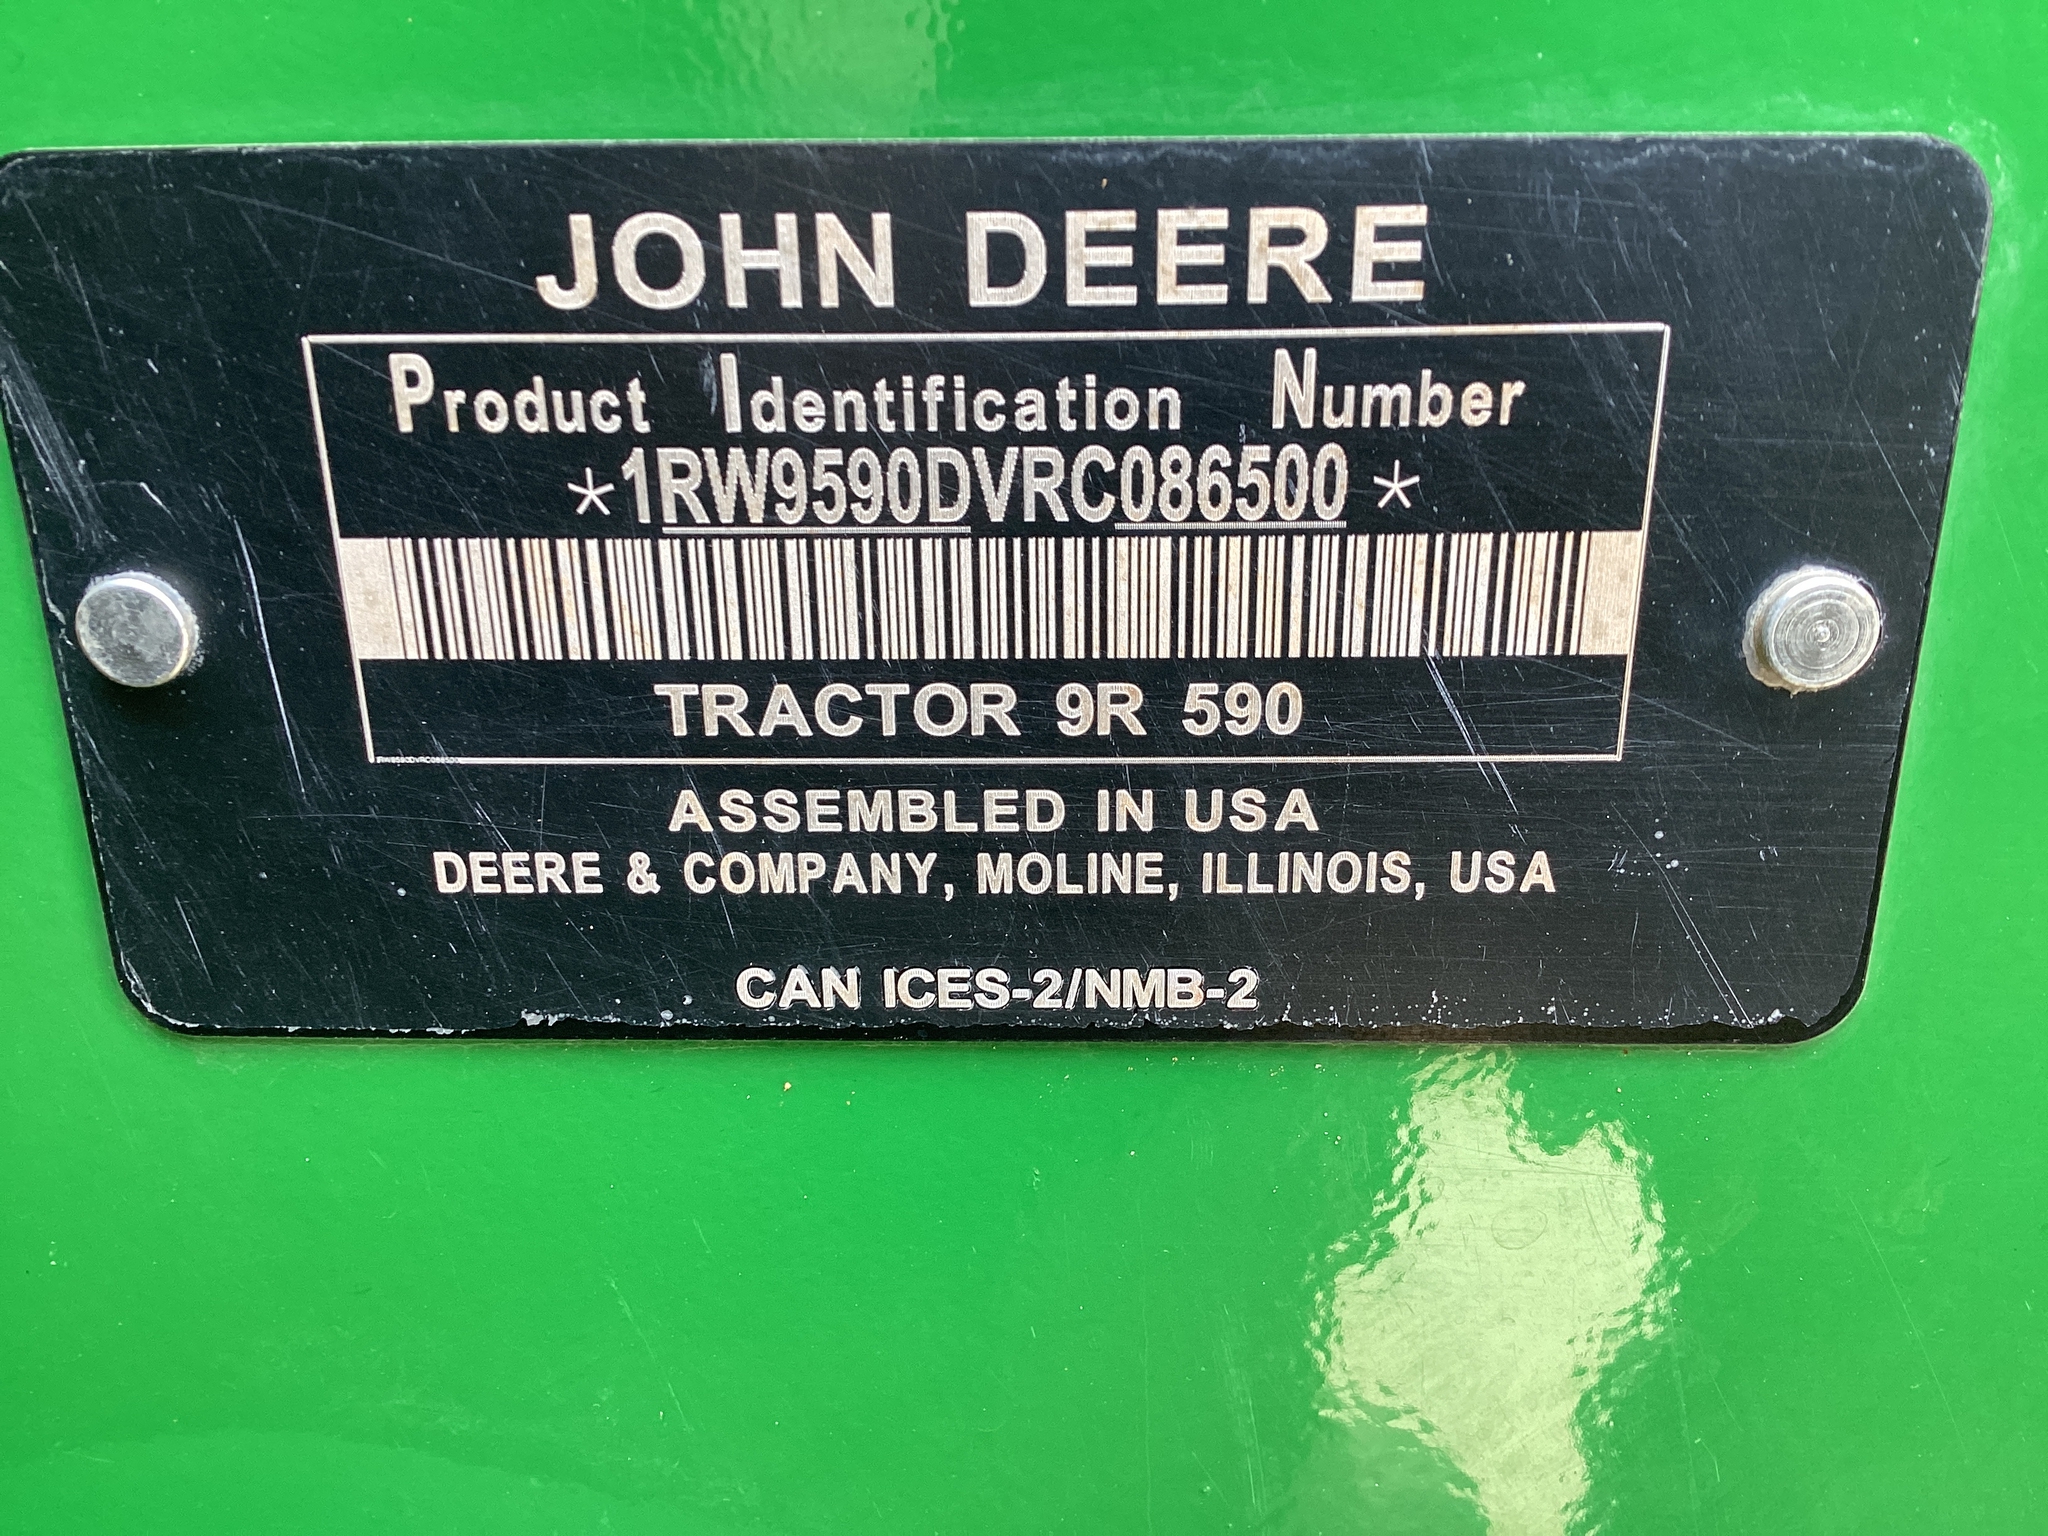 JOHN DEERE
Product Identification Number
*1RW9590DVRC086500*
TRACTOR 9R 590
1RW9590DVRC086500
ASSEMBLED IN USA
DEERE & COMPANY, MOLINE, ILLINOIS, USA
CAN ICES-2/NMB-2